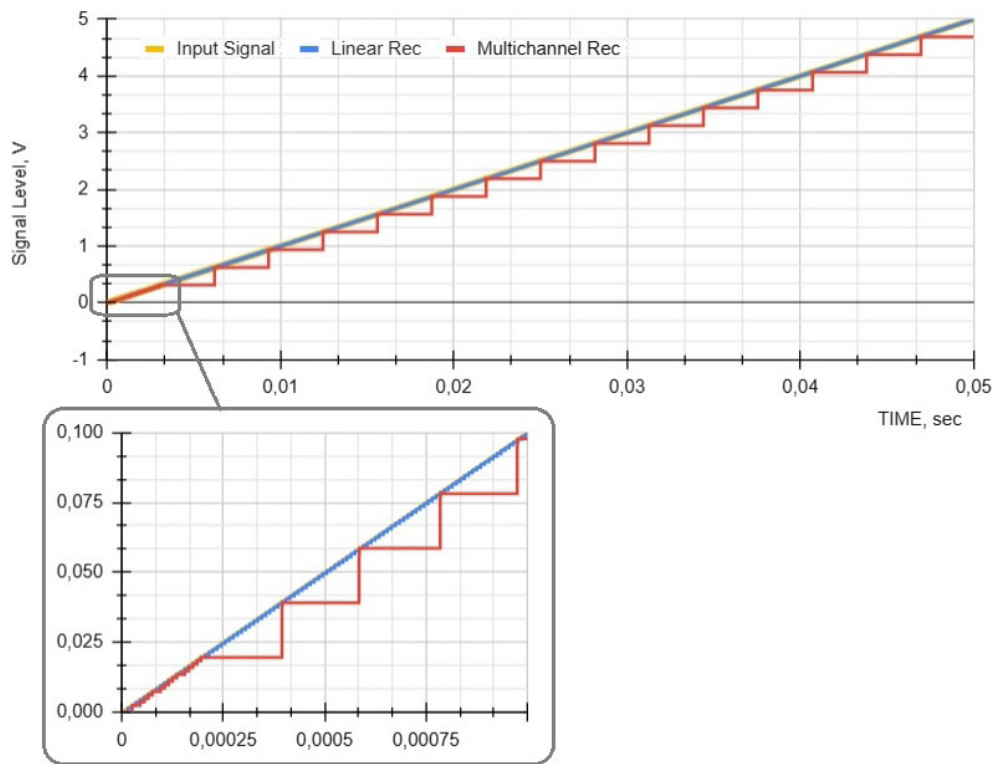 5
Input Signal Linear Rec Multichannel Rec
4
3
2
1
0
-1
Signal Level, V
0 0,01 0,02 0,03 0,04 0,05
TIME, sec
0,100
0,075
0,050
0,025
0,000
0 0,00025 0,0005 0,00075